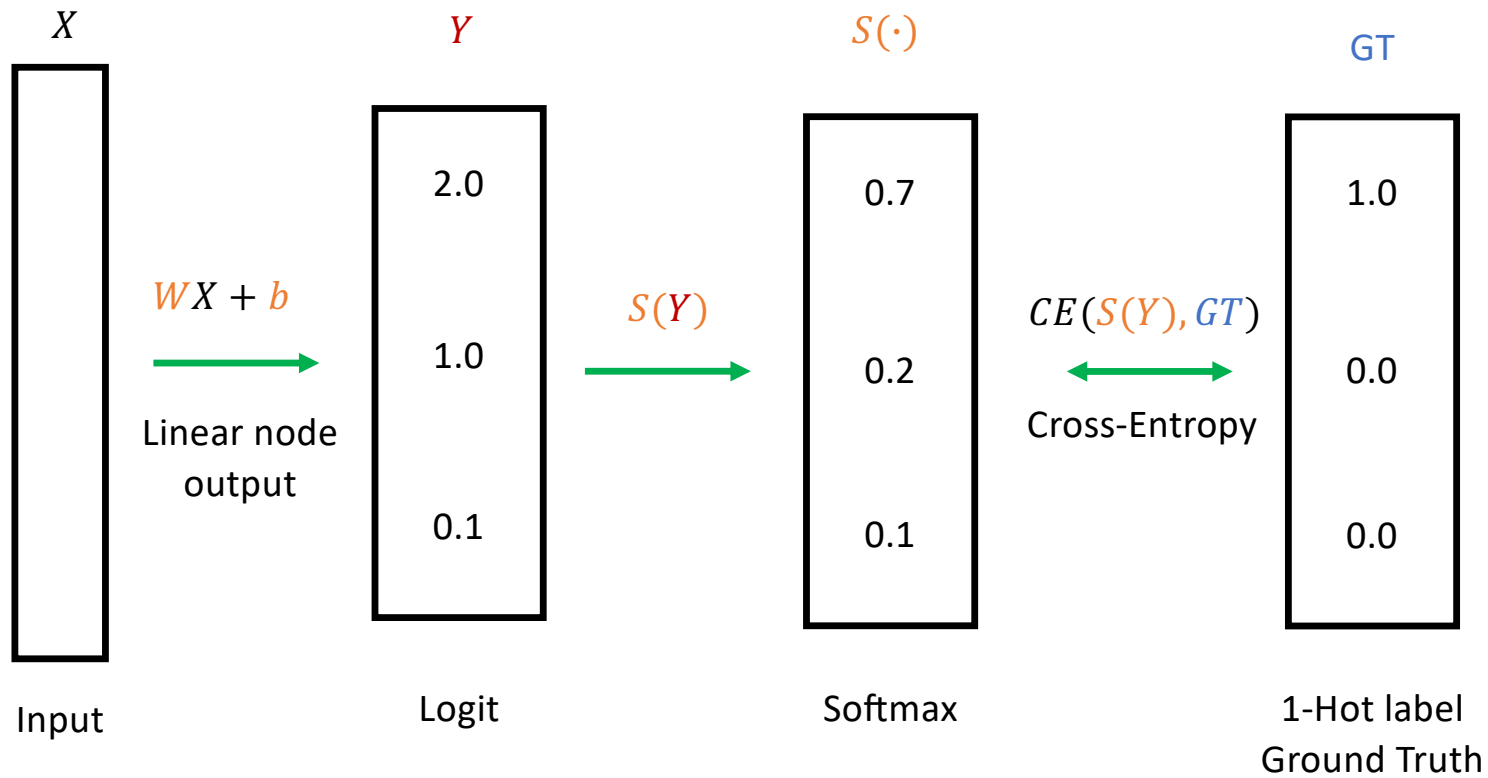 X
Y
S(·)
GT
2.0
0.7
1.0
WX + b
S(Y)
CE(S(Y), GT)
1.0
0.2
0.0
Linear node
output
Cross-Entropy
0.1
0.1
0.0
Input
Logit
Softmax
1-Hot label
Ground Truth